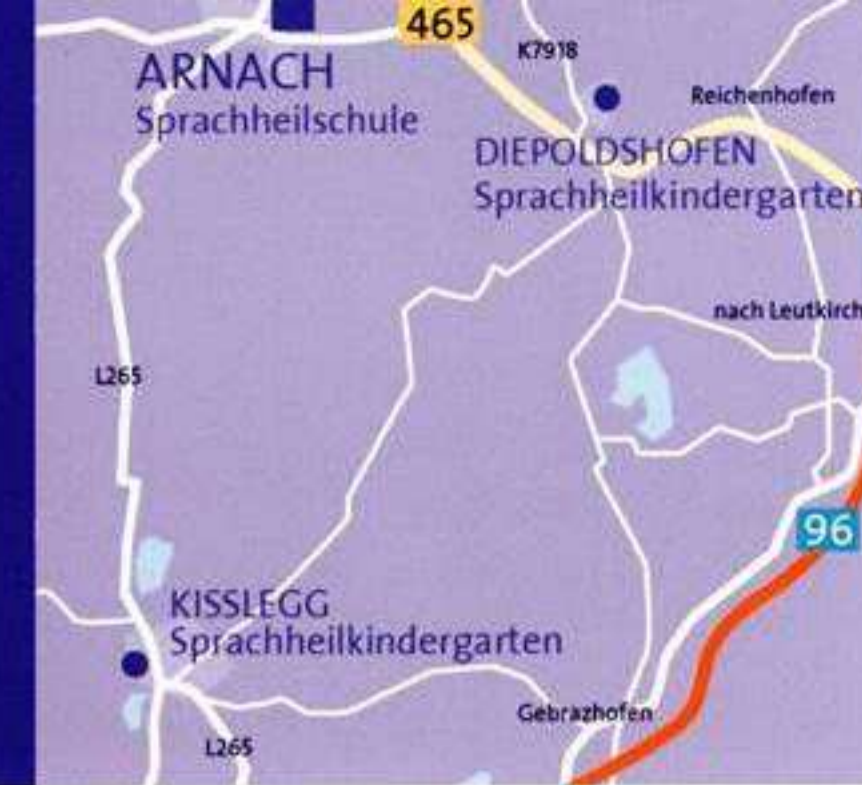 465
K7918
ARNACH
Sprachheilschule
Reichenhofen
DIEPOLDSHOFEN
Sprachheilkindergarten
nach Leutkirch
L265
96
KISSLEGG
Sprachheilkindergarten
Gebrazhofen
L265